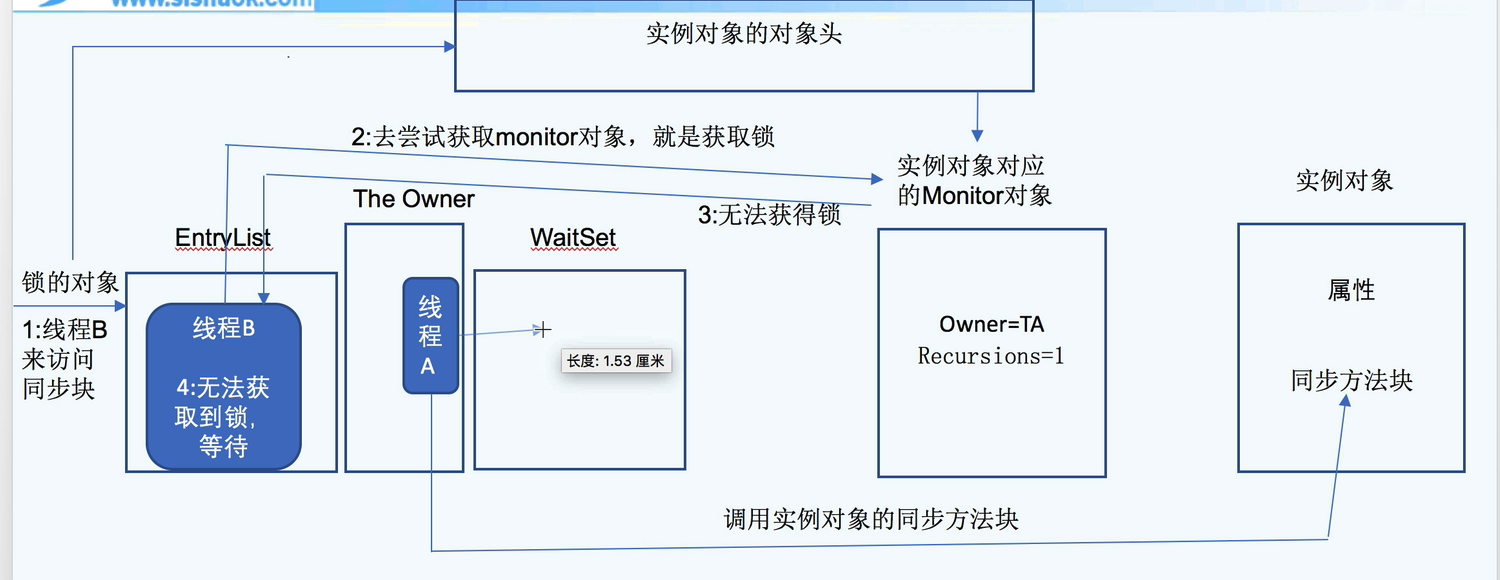 www.sishuok.com
实例对象的对象头
2:去尝试获取monitor对象，就是获取锁
实例对象对应
的Monitor对象
实例对象
The Owner
3:无法获得锁
EntryList
WaitSet
锁的对象
1:线程B
来访问
同步块
线程B
4:无法获
取到锁,
等待
线
程
A
长度: 1.53 厘米
Owner=TA
Recursions=1
属性
同步方法块
调用实例对象的同步方法块